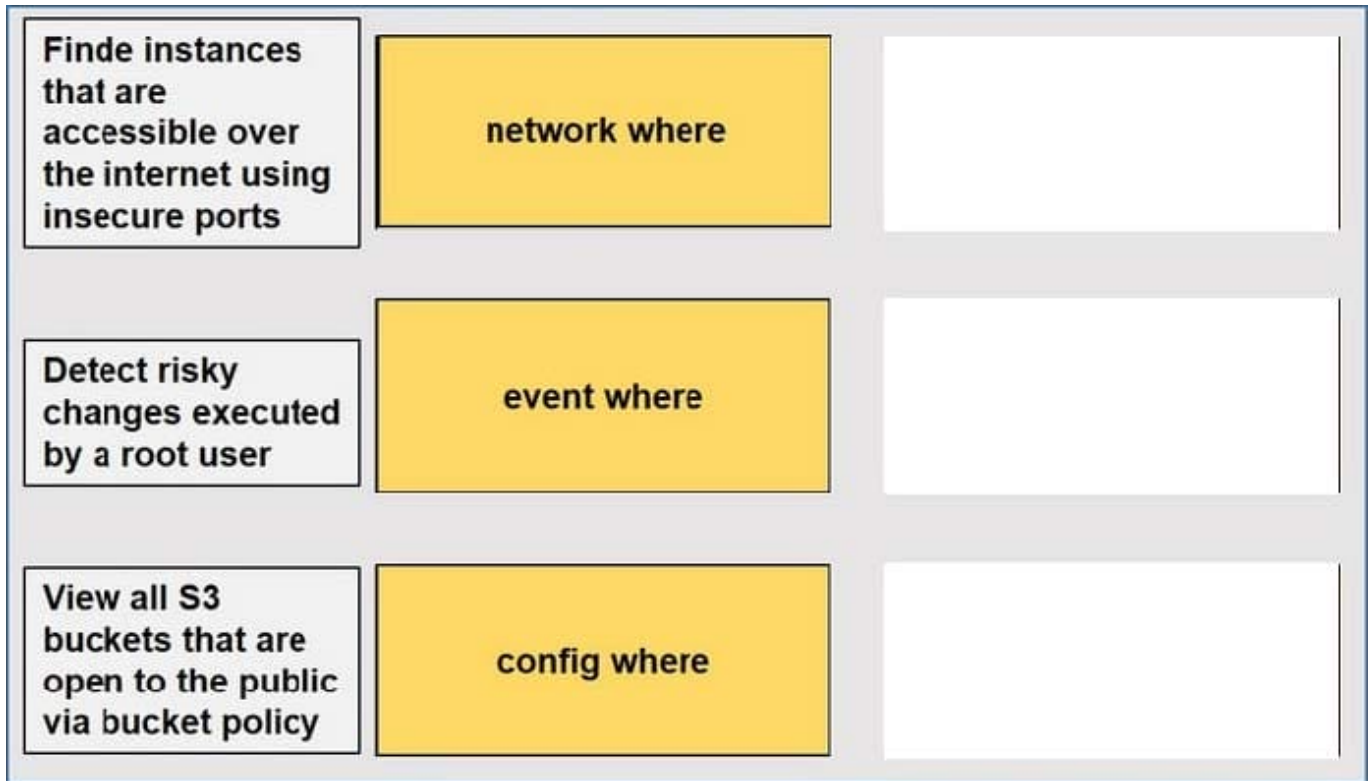 Finde instances
that are
accessible over
the internet using
insecure ports
network where
Detect risky
changes executed
by a root user
event where
View all S3
buckets that are
open to the public
via bucket policy
config where